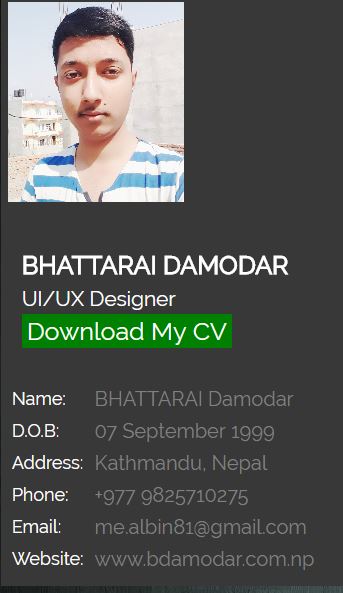 BHATTARAI DAMODAR
UI/UX Designer
Download My CV
Name: BHATTARAI Damodar
D.O.B: 07 September 1999
Address: Kathmandu, Nepal
Phone: +977 9825710275
Email: me.albin81@gmail.com
Website: www.bdamodar.com.np